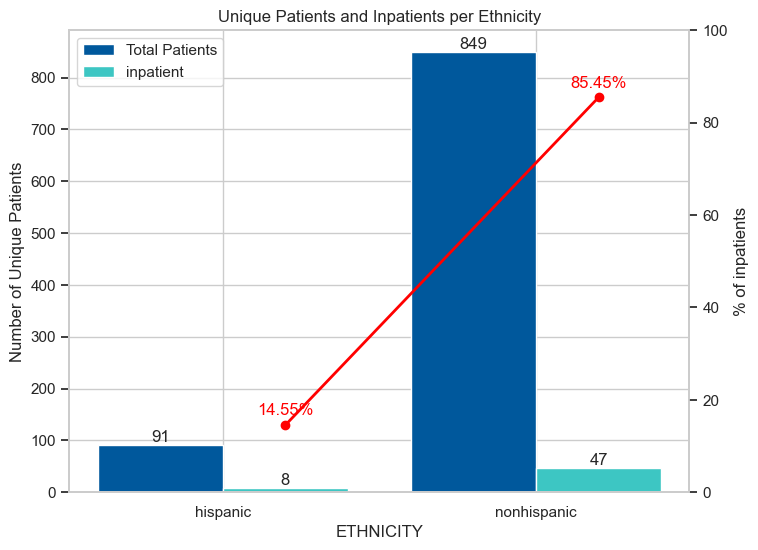 Unique Patients and Inpatients per Ethnicity
Total Patients
inpatient
Number of Unique Patients
800
700
600
500
400
300
200
100
0
100
80
60
40
20
0
% of inpatients
849
85.45%
14.55%
91
8
47
hispanic
nonhispanic
ETHNICITY